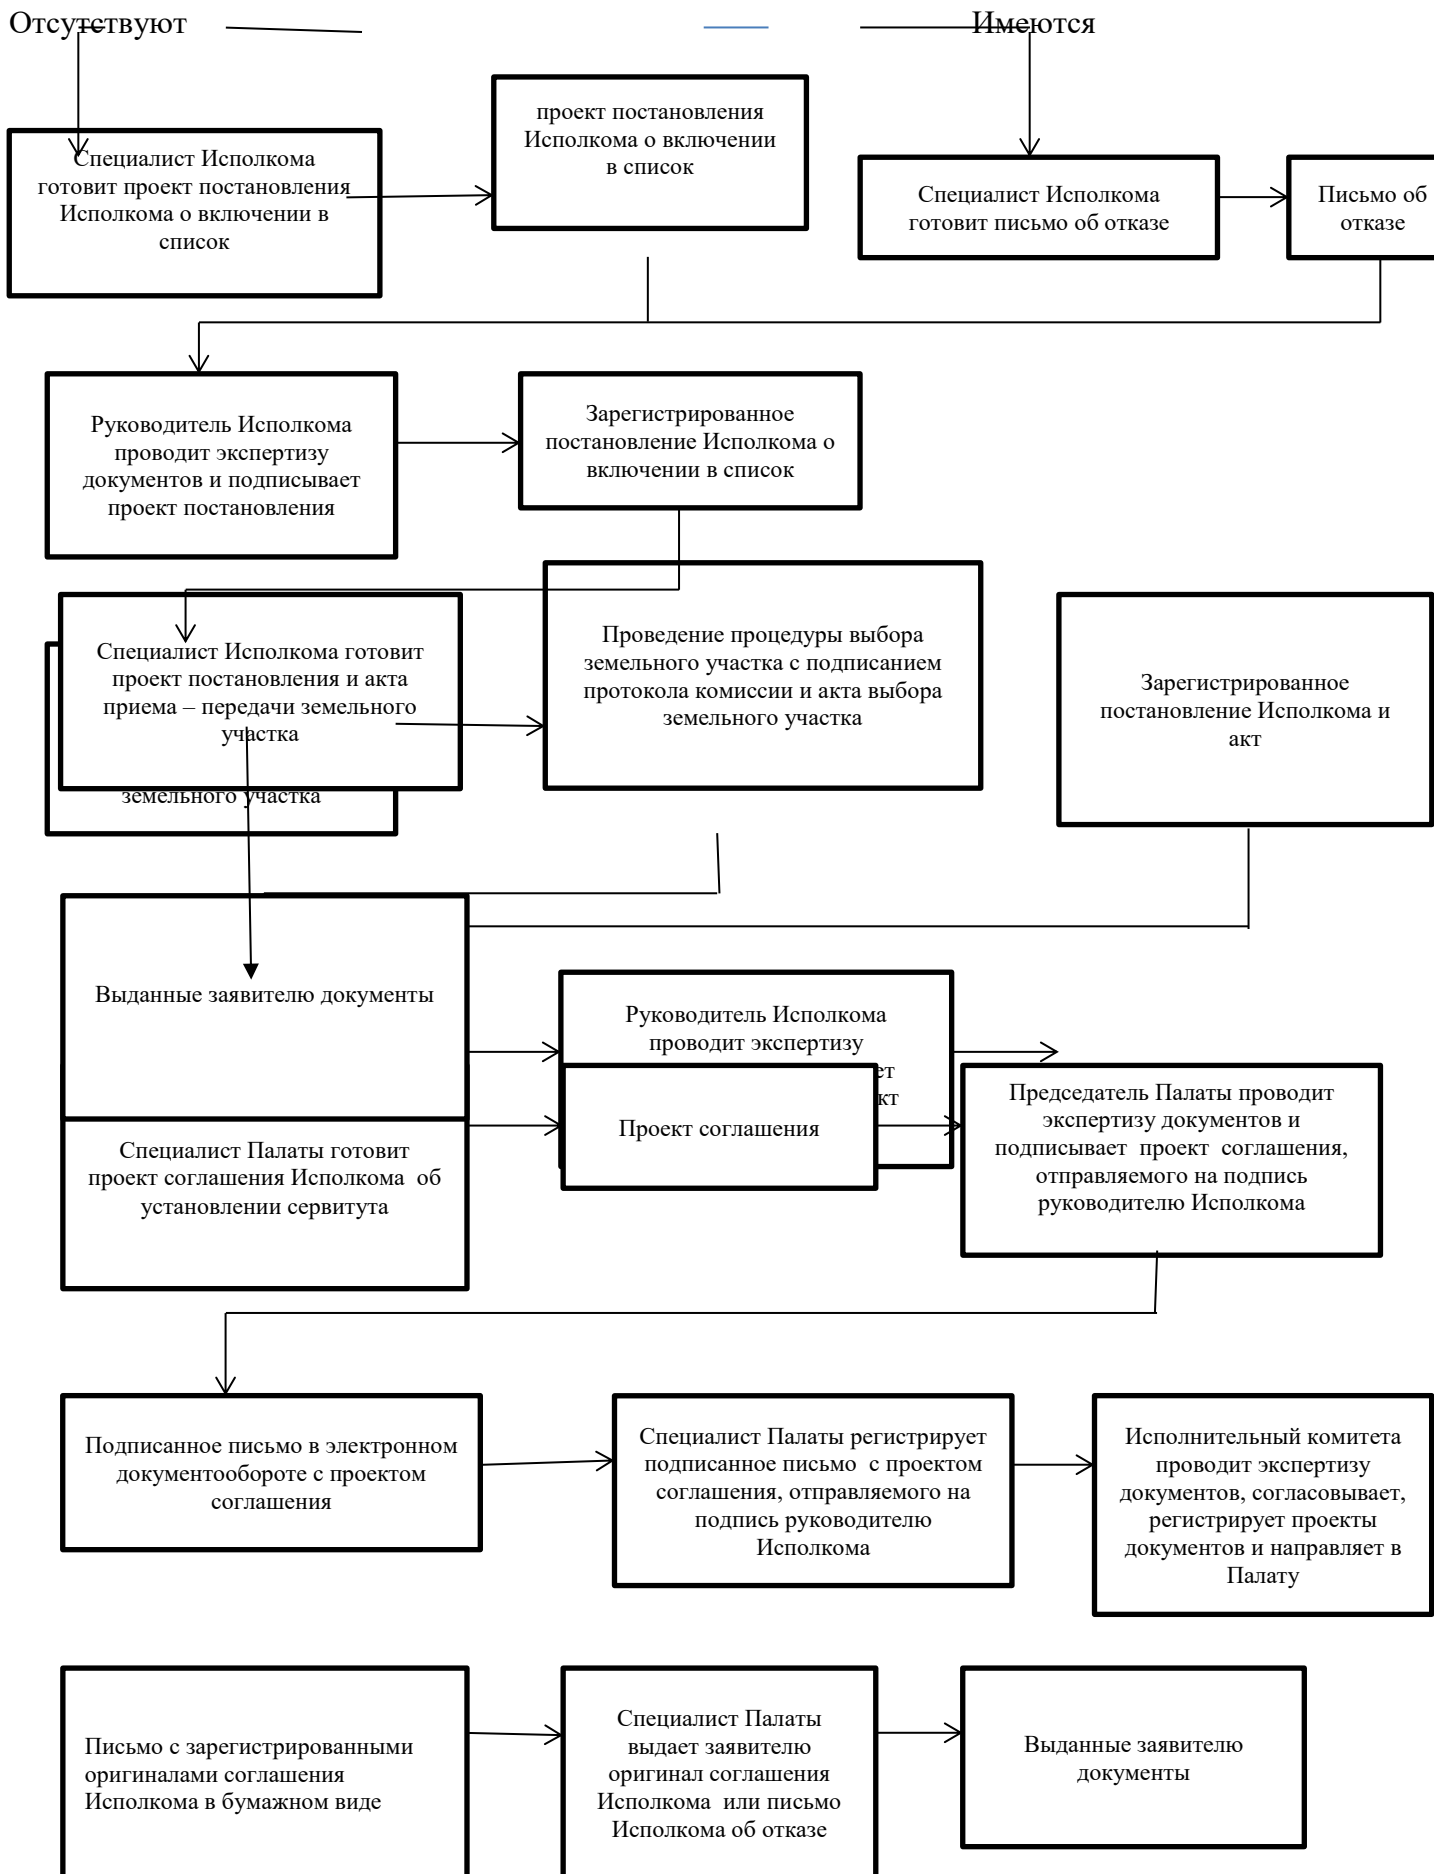 Отсутствуют
Имеются
проект постановления
Исполкома о включении
в список
Специалист Исполкома
готовит проект постановления
Исполкома о включении в
список
Специалист Исполкома
готовит письмо об отказе
Письмо об
отказе
Руководитель Исполкома
проводит экспертизу
документов и подписывает
проект постановления
Зарегистрированное
постановление Исполкома о
включении в список
Специалист Исполкома готовит
проект постановления и акта
приема – передачи земельного
участка
земельного участка
Проведение процедуры выбора
земельного участка с подписанием
протокола комиссии и акта выбора
земельного участка
Зарегистрированное
постановление Исполкома и
акт
Выданные заявителю документы
Руководитель Исполкома
проводит экспертизу
ет
кт
Специалист Палаты готовит
проект соглашения Исполкома  об
установлении сервитута
Проект соглашения
Председатель Палаты проводит
экспертизу документов и
подписывает  проект  соглашения,
отправляемого на подпись
руководителю Исполкома
Подписанное письмо в электронном
документообороте с проектом
соглашения
Специалист Палаты регистрирует
подписанное письмо  с проектом
соглашения, отправляемого на
подпись руководителю
Исполкома
Исполнительный комитета
проводит экспертизу
документов, согласовывает,
регистрирует проекты
документов и направляет в
Палату
Письмо с зарегистрированными
оригиналами соглашения
Исполкома в бумажном виде
Специалист Палаты
выдает заявителю
оригинал соглашения
Исполкома  или письмо
Исполкома об отказе
Выданные заявителю
документы